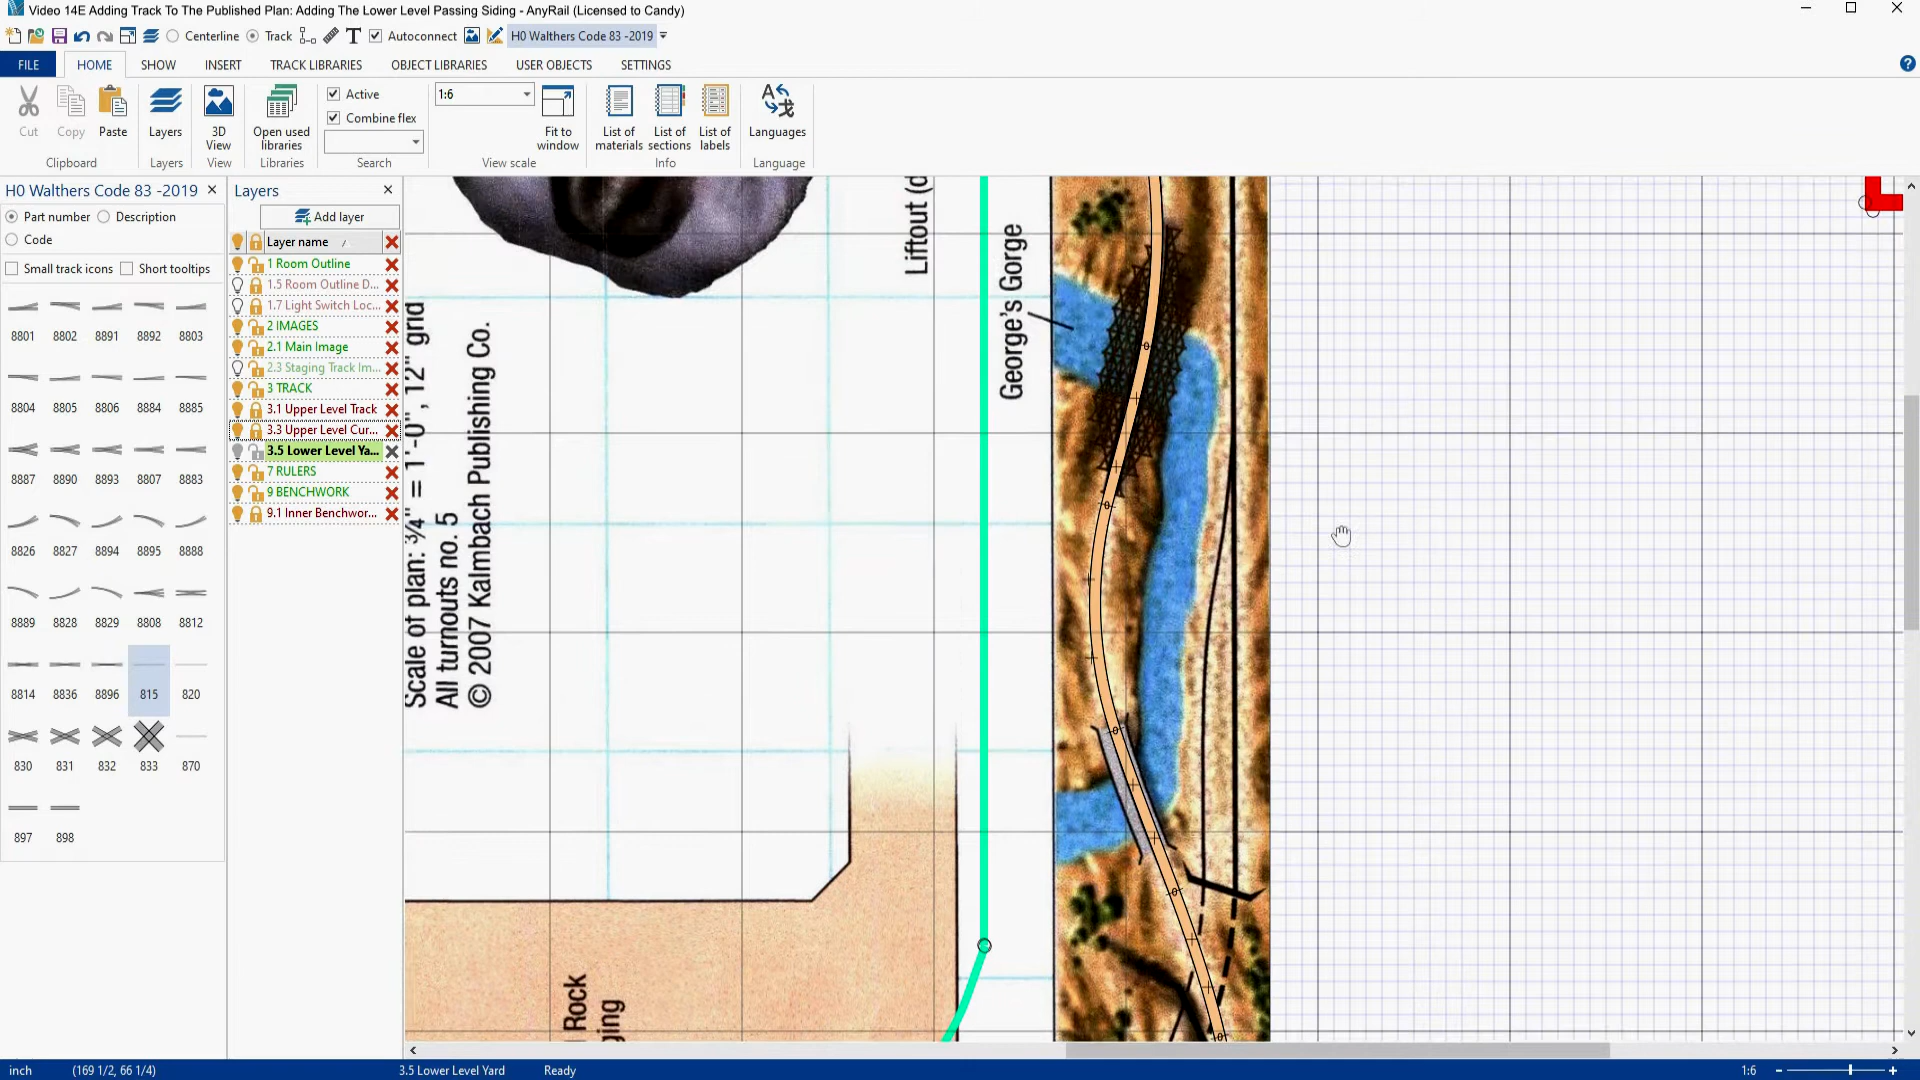 Video 14E Adding Track To The Published Plan: Adding The Lower Level Passing Siding - AnyRail (Licensed to Candy)
Centerline Track T Autoconnect H0 Walthers Code 83 -2019
FILE HOME SHOW INSERT TRACK LIBRARIES OBJECT LIBRARIES USER OBJECTS SETTINGS
Cut Copy Paste
Clipboard
Layers
Layers
3D View
View
Open used libraries
Libraries
Active
Combine flex
Search
1:6
Fit to window
View scale
List of materials
List of sections
List of labels
Info
Languages
Language
H0 Walthers Code 83 -2019
Part number Description
Code
Small track icons Short tooltips
8801 8802 8891 8892 8803
8804 8805 8806 8884 8885
8887 8890 8893 8807 8883
8826 8827 8894 8895 8888
8889 8828 8829 8808 8812
8814 8836 8896 815 820
830 831 832 833 870
897 898
Layers
Add layer
Layer name
1 Room Outline
1.5 Room Outline D...
1.7 Light Switch Loc...
2 IMAGES
2.1 Main Image
2.3 Staging Track Im...
3 TRACK
3.1 Upper Level Track
3.3 Upper Level Cur...
3.5 Lower Level Ya...
7 RULERS
9 BENCHWORK
9.1 Inner Benchwor...
Scale of plan: ¾" = 1'-0", 12" grid
All turnouts no. 5
© 2007 Kalmbach Publishing Co.
Liftout (d
George's Gorge
Rock
ging
inch (169 1/2, 66 1/4) 3.5 Lower Level Yard Ready 1:6